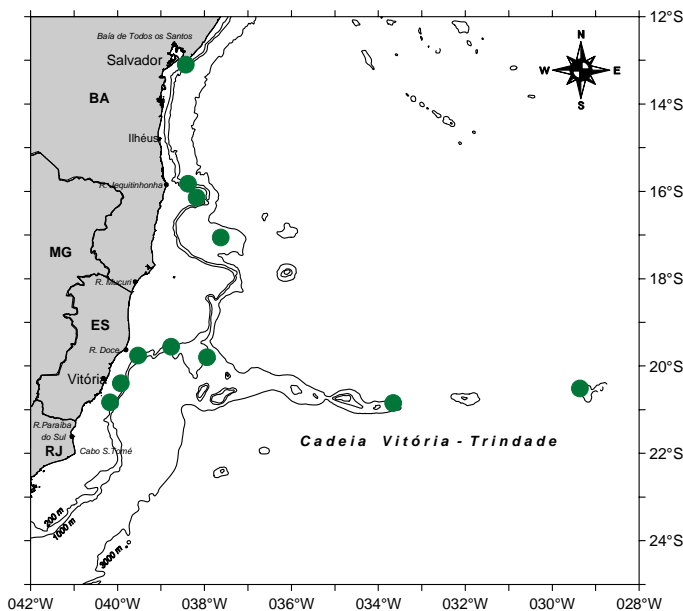 12°S
Baía de Todos os Santos
Salvador
N
W E
S
BA
14°S
Ilhéus
R. Jequitinhonha
16°S
MG
R. Mucuri
18°S
ES
R. Doce
20°S
Vitória
R.Paraíba
do Sul
RJ
Cabo S.Tomé
Cadeia Vitória - Trindade
22°S
200 m
1000 m
3000 m
24°S
042°W 040°W 038°W 036°W 034°W 032°W 030°W 028°W